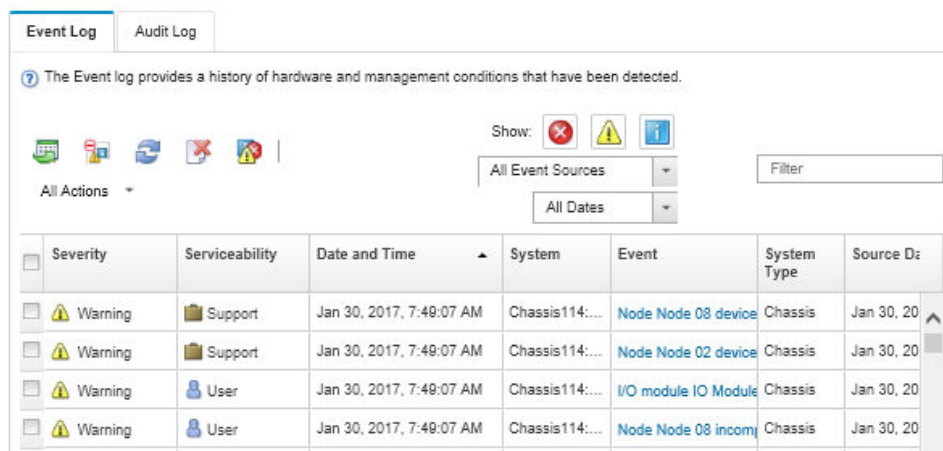 Event Log Audit Log
The Event log provides a history of hardware and management conditions that have been detected.
Show:
All Actions
All Event Sources
Filter
All Dates
Severity Serviceability Date and Time System Event System Type Source Da
Warning Support Jan 30, 2017, 7:49:07 AM Chassis114:... Node Node 08 device Chassis Jan 30, 20
Warning Support Jan 30, 2017, 7:49:07 AM Chassis114:... Node Node 02 device Chassis Jan 30, 20
Warning User Jan 30, 2017, 7:49:07 AM Chassis114:... I/O module IO Module Chassis Jan 30, 20
Warning User Jan 30, 2017, 7:49:07 AM Chassis114:... Node Node 08 incomp Chassis Jan 30, 20